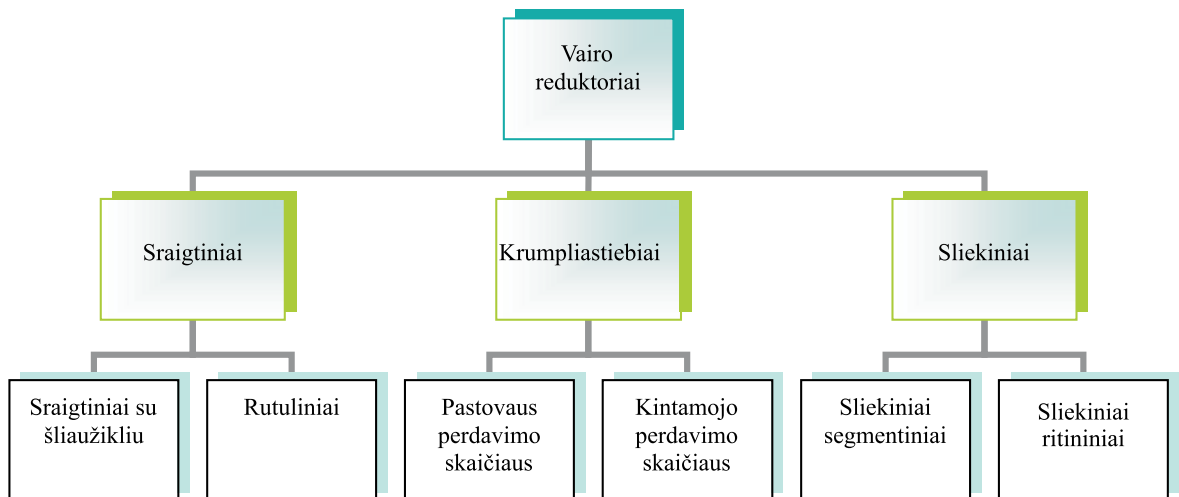 Vairo
reduktoriai
Sraigtiniai
Krumpliastiebiai
Sliekiniai
Sraigtiniai su
šliaužikliu
Rutuliniai
Pastovaus
perdavimo
skaičiaus
Kintamojo
perdavimo
skaičiaus
Sliekiniai
segmentiniai
Sliekiniai
ritininiai